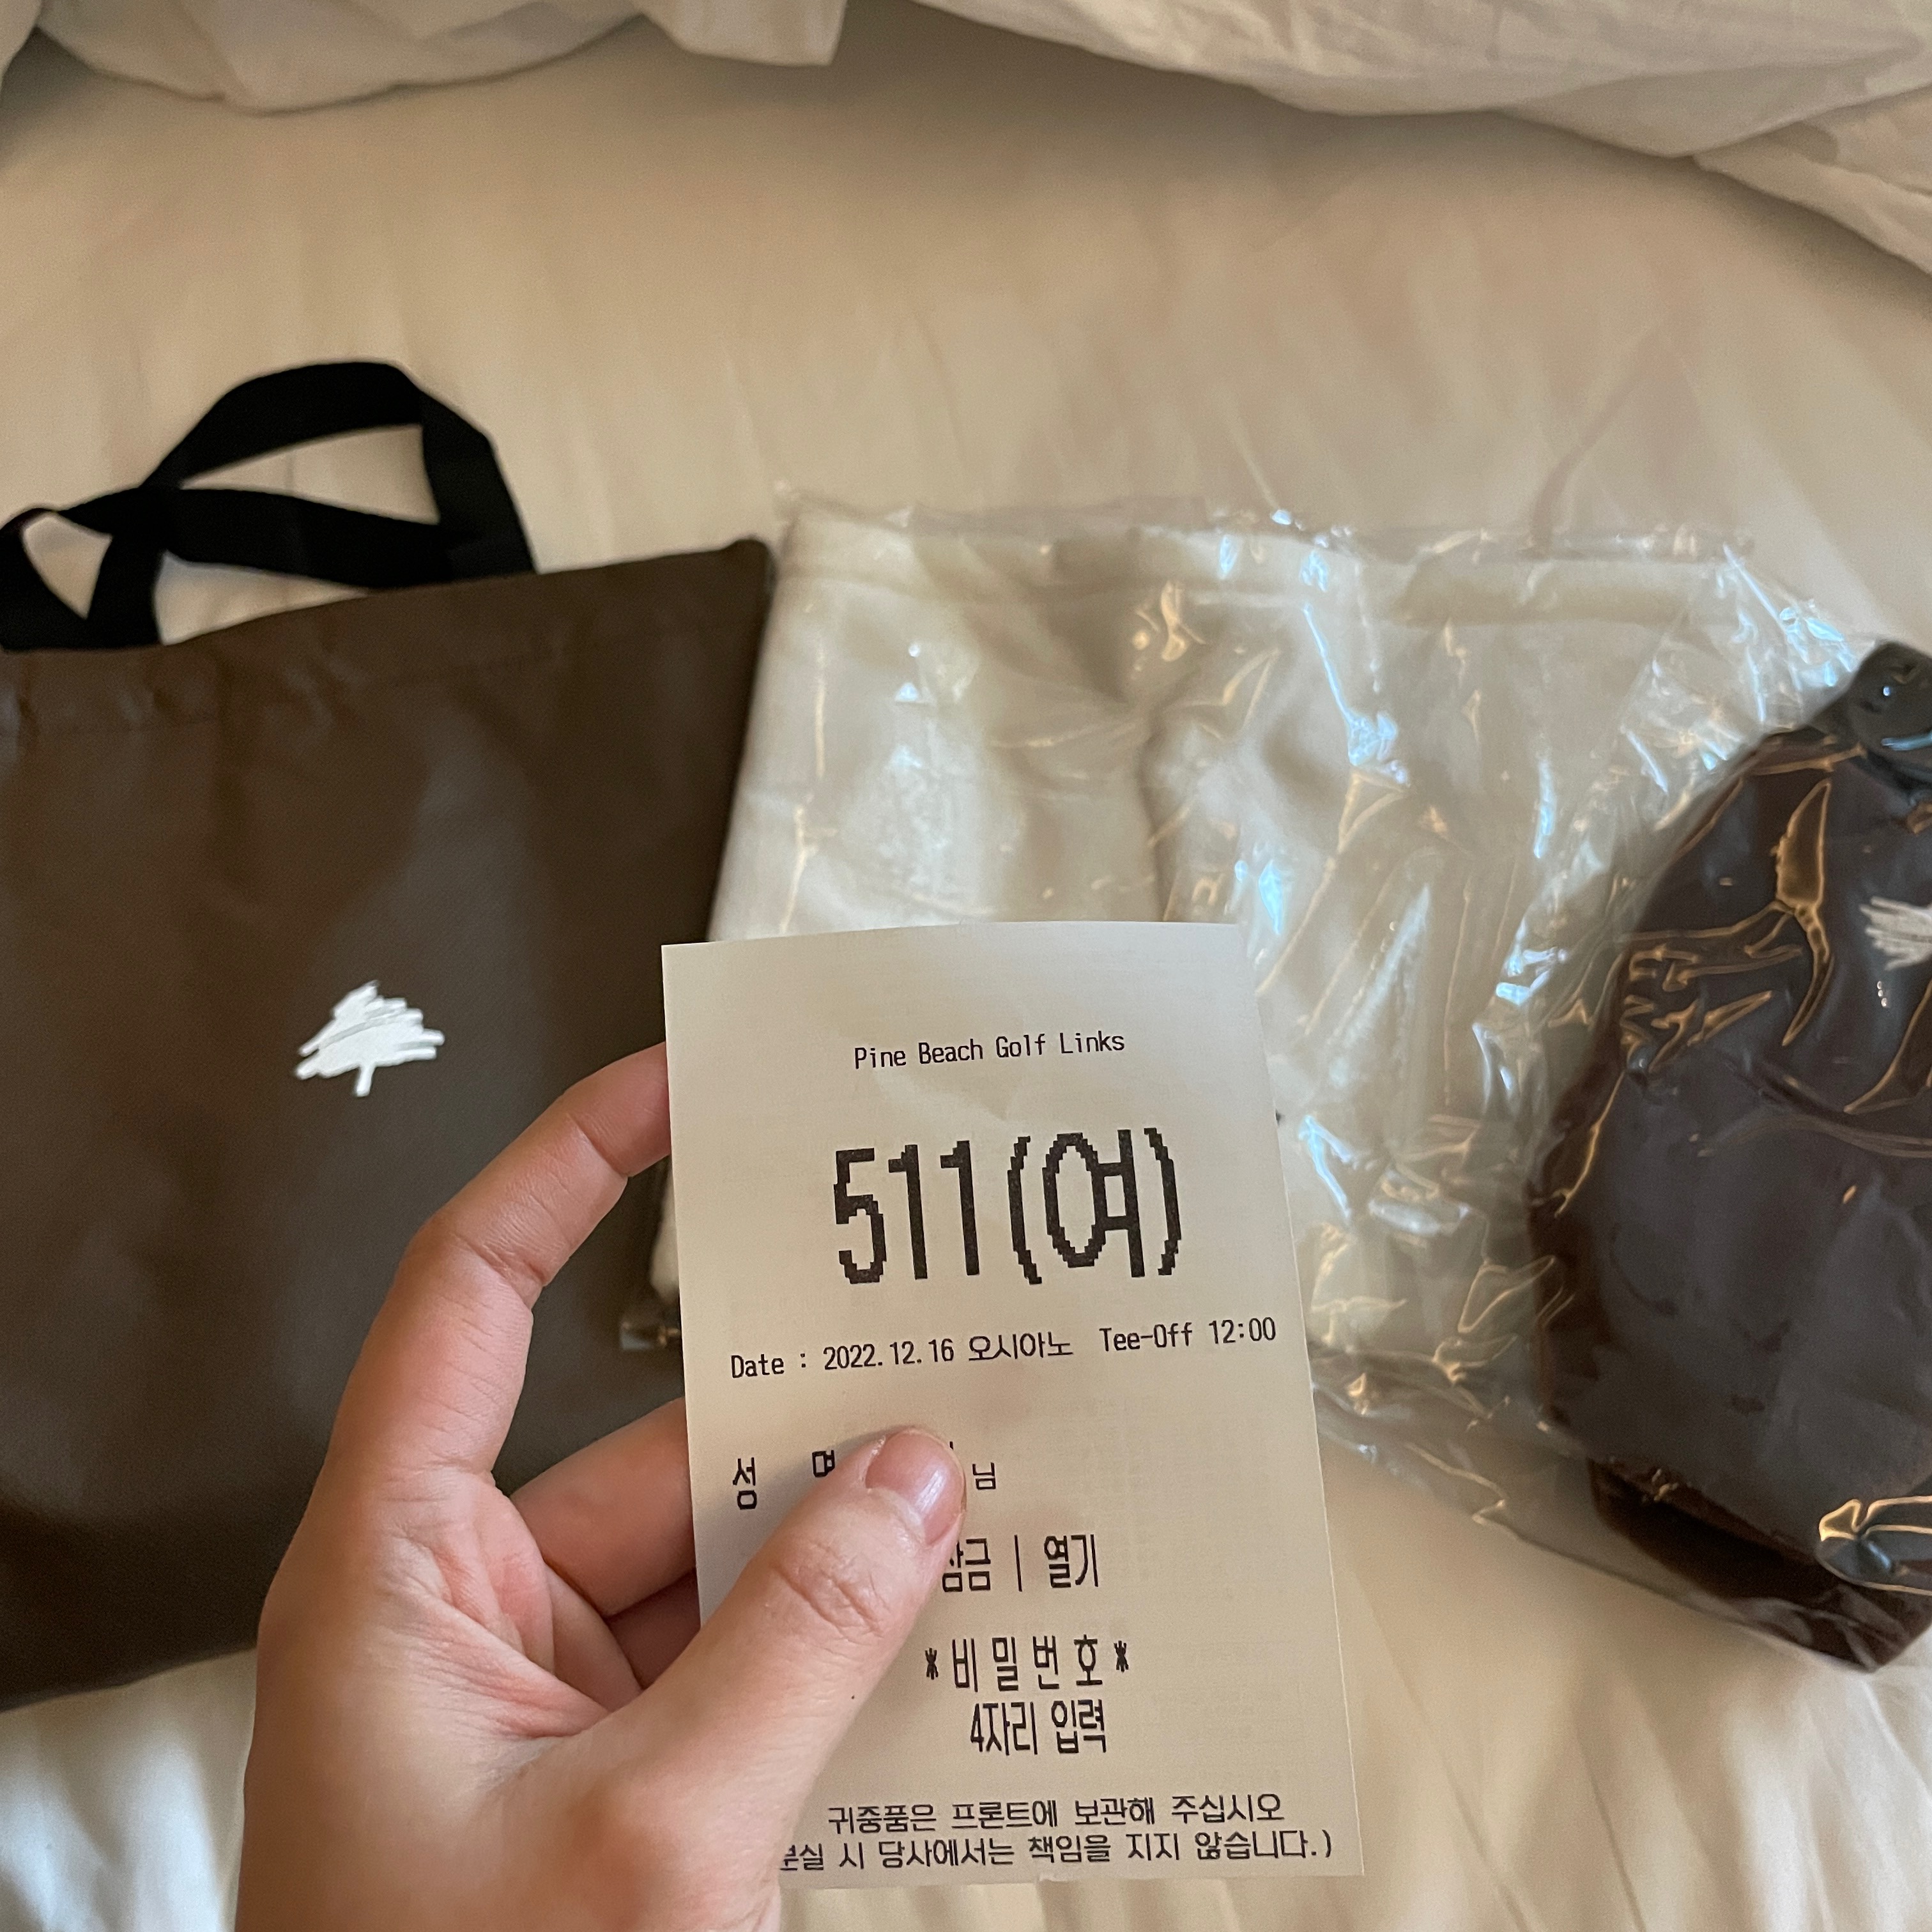 Pine Beach Golf Links
511(여)
Date : 2022.12.16 오시아노 Tee-Off 12:00
성 님
| 열기
*비밀번호*
4자리 입력
귀중품은 프론트에 보관해 주십시오
시 당사에서는 책임을 지지 않습니다.)